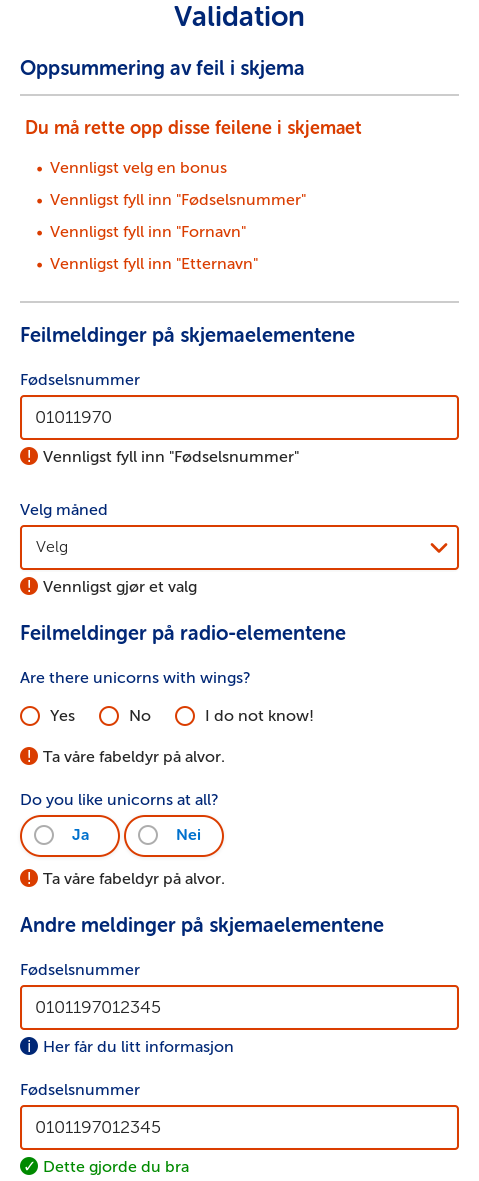 Validation
Oppsummering av feil i skjema
Du må rette opp disse feilene i skjemaet
• Vennligst velg en bonus
• Vennligst fyll inn "Fødselsnummer"
• Vennligst fyll inn "Fornavn"
• Vennligst fyll inn "Etternavn"
Feilmeldinger på skjemaelementene
Fødselsnummer
01011970
! Vennligst fyll inn "Fødselsnummer"
Velg måned
Velg
! Vennligst gjør et valg
Feilmeldinger på radio-elementene
Are there unicorns with wings?
Yes No I do not know!
! Ta våre fabeldyr på alvor.
Do you like unicorns at all?
Ja Nei
! Ta våre fabeldyr på alvor.
Andre meldinger på skjemaelementene
Fødselsnummer
0101197012345
i Her får du litt informasjon
Fødselsnummer
0101197012345
✓ Dette gjorde du bra